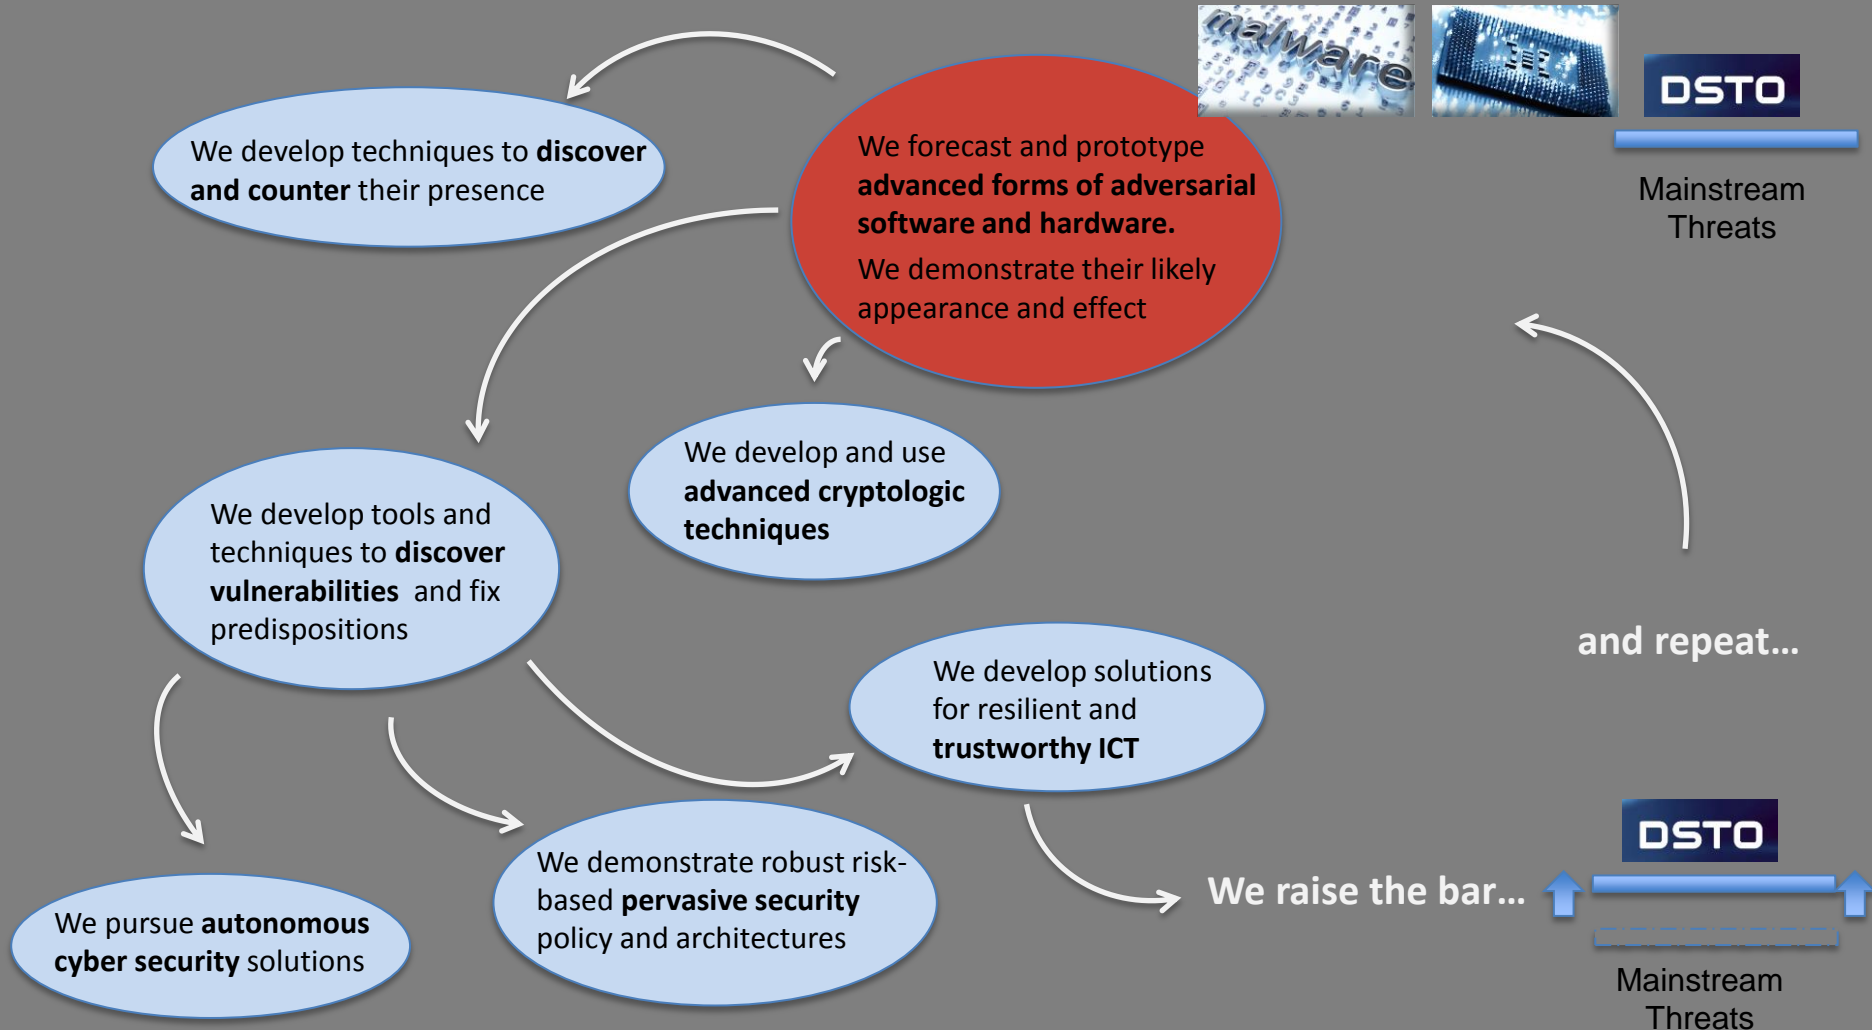 malware
DSTO
Mainstream
Threats
We develop techniques to discover
and counter their presence
We forecast and prototype
advanced forms of adversarial
software and hardware.
We demonstrate their likely
appearance and effect
We develop and use
advanced cryptologic
techniques
We develop tools and
techniques to discover
vulnerabilities and fix
predispositions
We develop solutions
for resilient and
trustworthy ICT
and repeat…
We demonstrate robust risk-
based pervasive security
policy and architectures
We pursue autonomous
cyber security solutions
We raise the bar…
DSTO
Mainstream
Threats